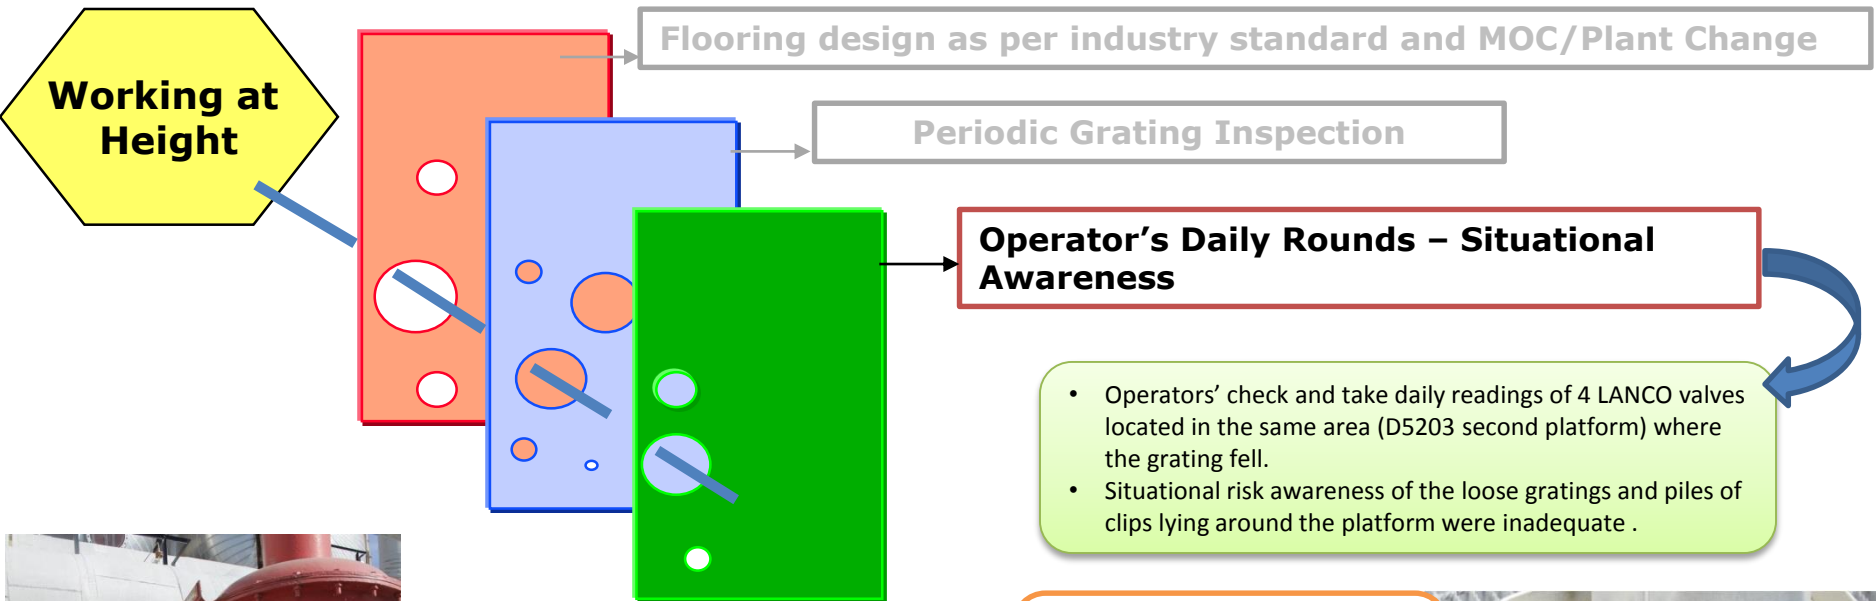 Working at
Height
Flooring design as per industry standard and MOC/Plant Change
Periodic Grating Inspection
Operator’s Daily Rounds – Situational
Awareness
• Operators’ check and take daily readings of 4 LANCO valves
located in the same area (D5203 second platform) where
the grating fell.
• Situational risk awareness of the loose gratings and piles of
clips lying around the platform were inadequate .